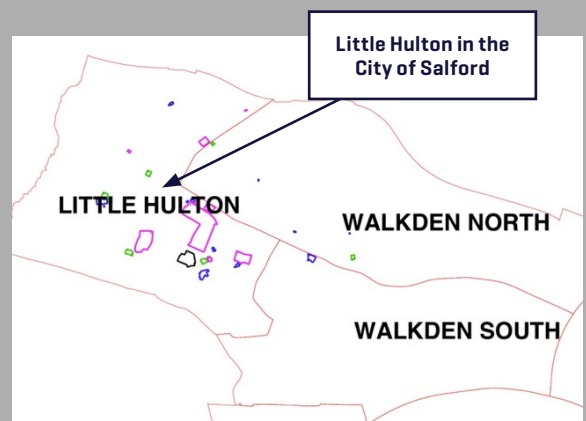 Little Hulton in the
City of Salford
LITTLE HULTON
WALKDEN NORTH
WALKDEN SOUTH